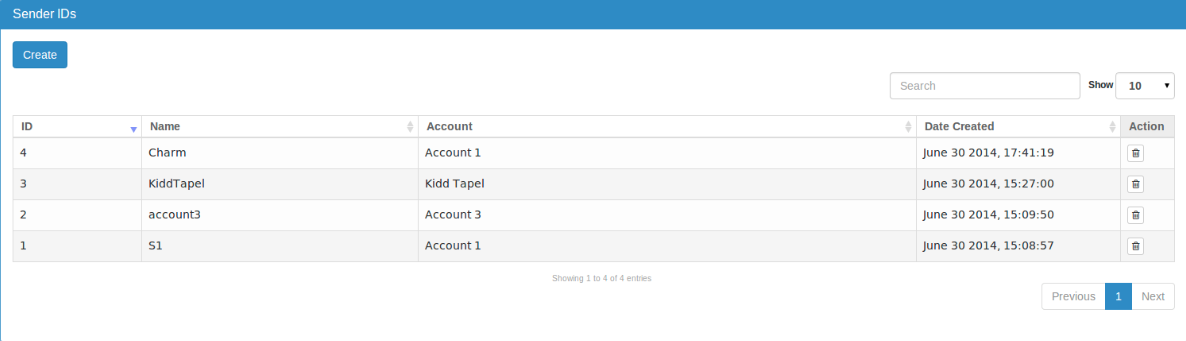 Sender IDs
Create
Search Show 10
ID Name Account Date Created Action
4 Charm Account 1 June 30 2014, 17:41:19
3 KiddTapel Kidd Tapel June 30 2014, 15:27:00
2 account3 Account 3 June 30 2014, 15:09:50
1 S1 Account 1 June 30 2014, 15:08:57
Showing 1 to 4 of 4 entries
Previous 1 Next